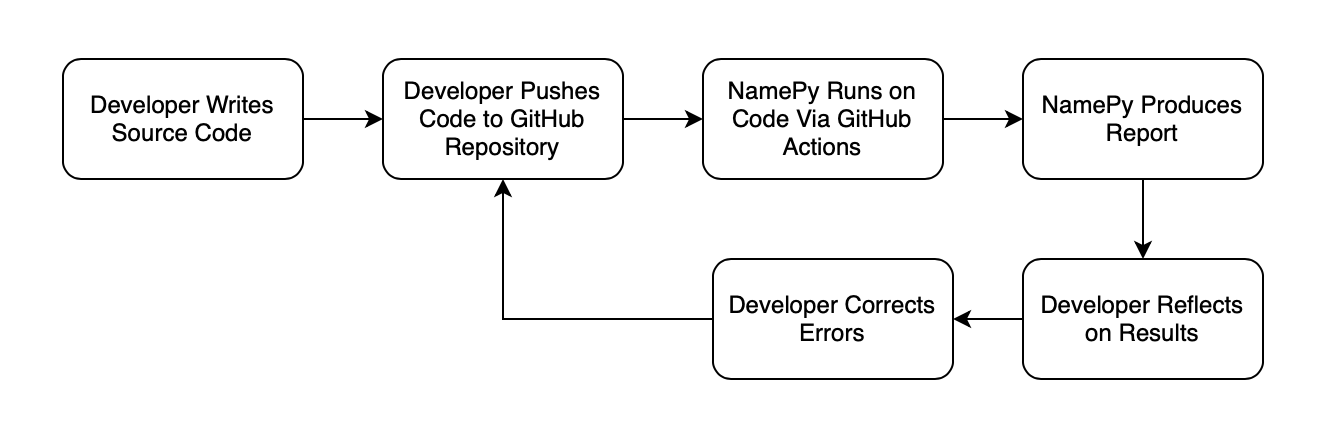 Developer Writes
Source Code
Developer Pushes
Code to GitHub
Repository
NamePy Runs on
Code Via GitHub
Actions
NamePy Produces
Report
Developer Corrects
Errors
Developer Reflects
on Results